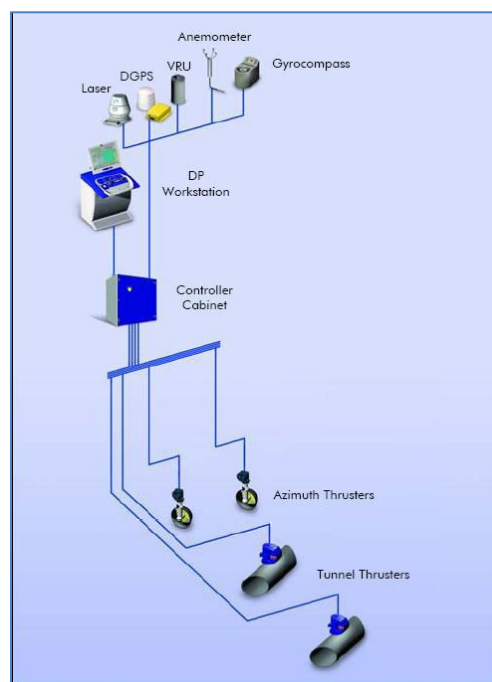 Anemometer
VRU
Gyrocompass
DGPS
Laser
DP
Workstation
Controller
Cabinet
Azimuth Thrusters
Tunnel Thrusters